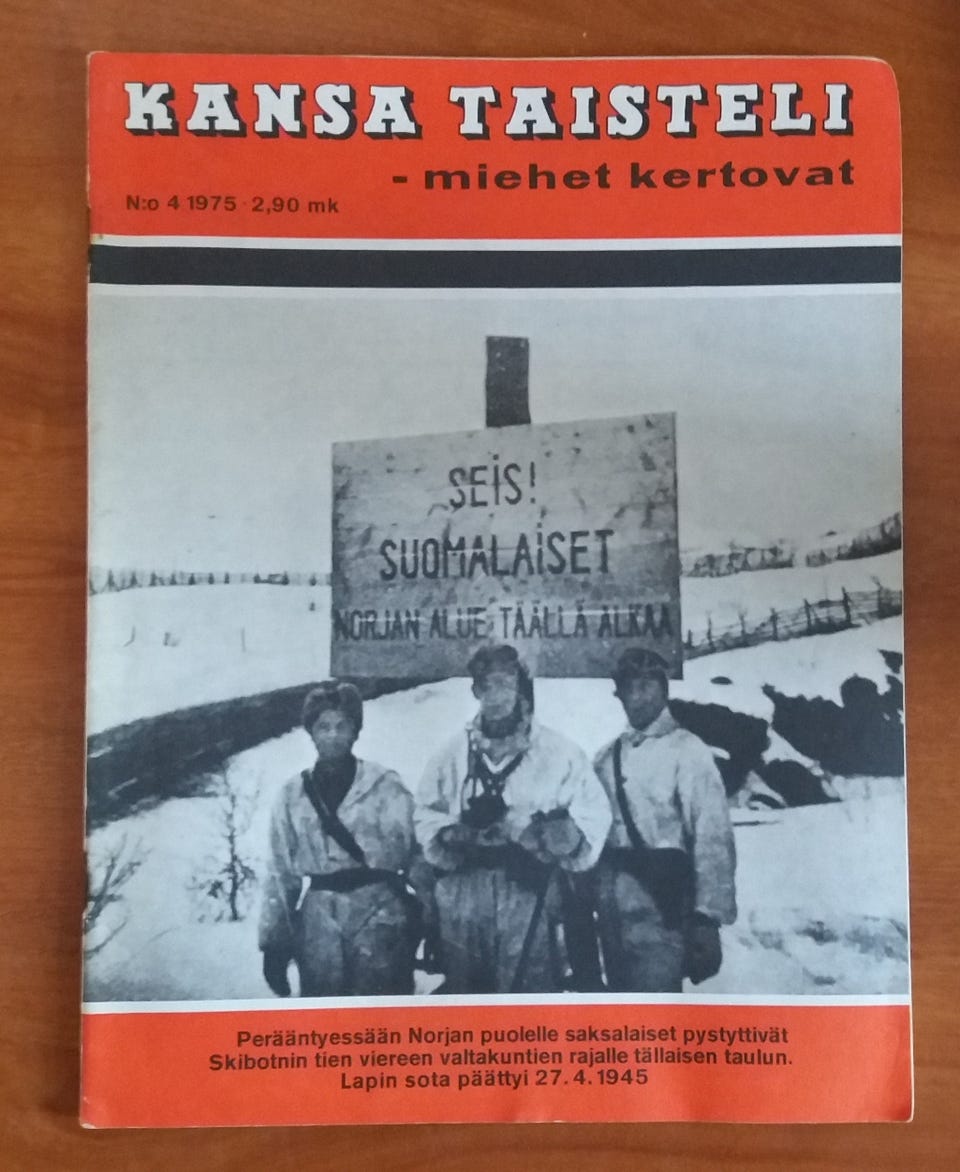 KANSA TAISTELI
- miehet kertovat
N:o 4 1975 · 2,90 mk
SEIS!
SUOMALAISET
NORJAN ALUE TÄÄLLÄ ALKAA
Perääntyessään Norjan puolelle saksalaiset pystyttivät
Skibotnin tien viereen valtakuntien rajalle tällaisen taulun.
Lapin sota päättyi 27.4.1945